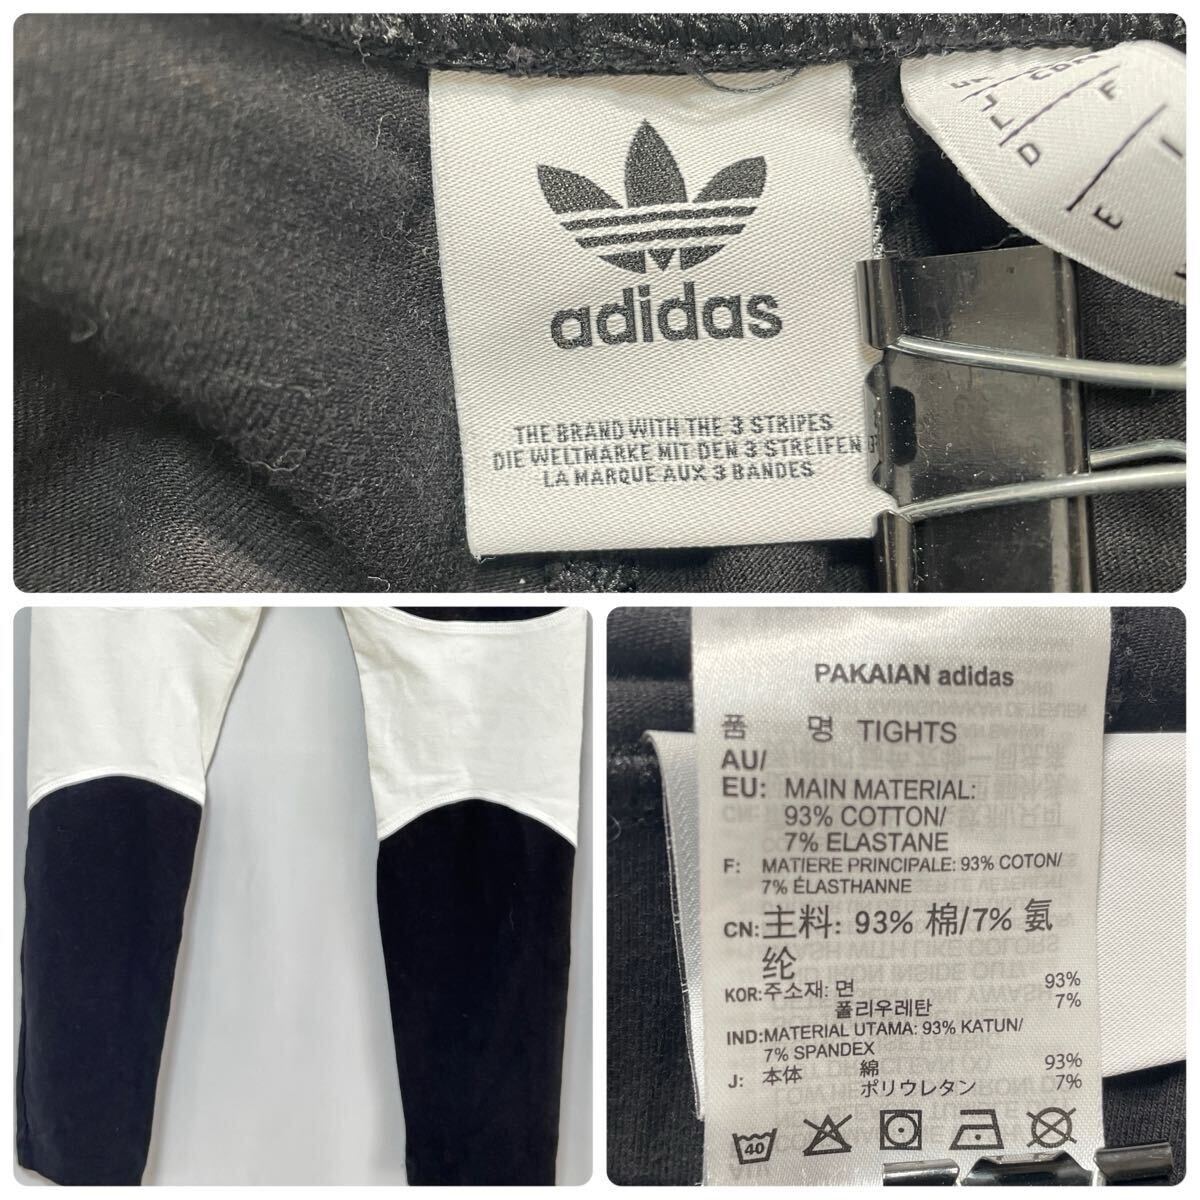 adidas
THE BRAND WITH THE 3 STRIPES
DIE WELTMARKE MIT DEN 3 STREIFEN
LA MARQUE AUX 3 BANDES
PAKAIAN adidas
품 명 TIGHTS
AU/
EU: MAIN MATERIAL:
93% COTTON/
7% ELASTANE
F: MATIERE PRINCIPALE: 93% COTON/
7% ÉLASTHANNE
CN: 主料: 93% 棉/7% 氨
纶
KOR: 주소재: 면 93%
폴리우레탄 7%
IND: MATERIAL UTAMA: 93% KATUN/
7% SPANDEX
J: 本体 綿 93%
ポリウレタン 7%
40